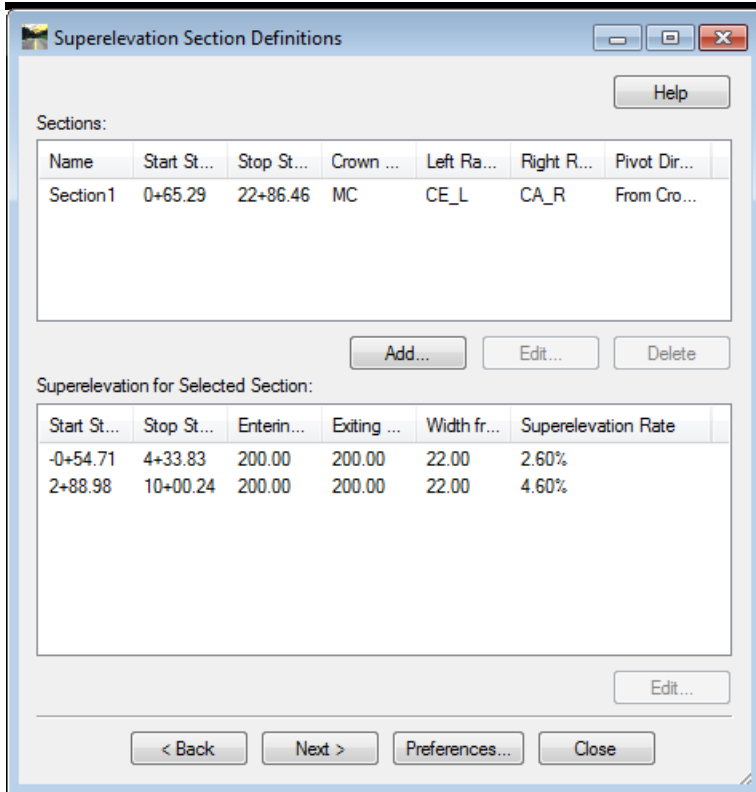 Superelevation Section Definitions
Help
Sections:
Name Start St... Stop St... Crown ... Left Ra... Right R... Pivot Dir...
Section1 0+65.29 22+86.46 MC CE_L CA_R From Cro...
Add... Edit... Delete
Superelevation for Selected Section:
Start St... Stop St... Enterin... Exiting ... Width fr... Superelevation Rate
-0+54.71 4+33.83 200.00 200.00 22.00 2.60%
2+88.98 10+00.24 200.00 200.00 22.00 4.60%
Edit...
< Back Next > Preferences... Close